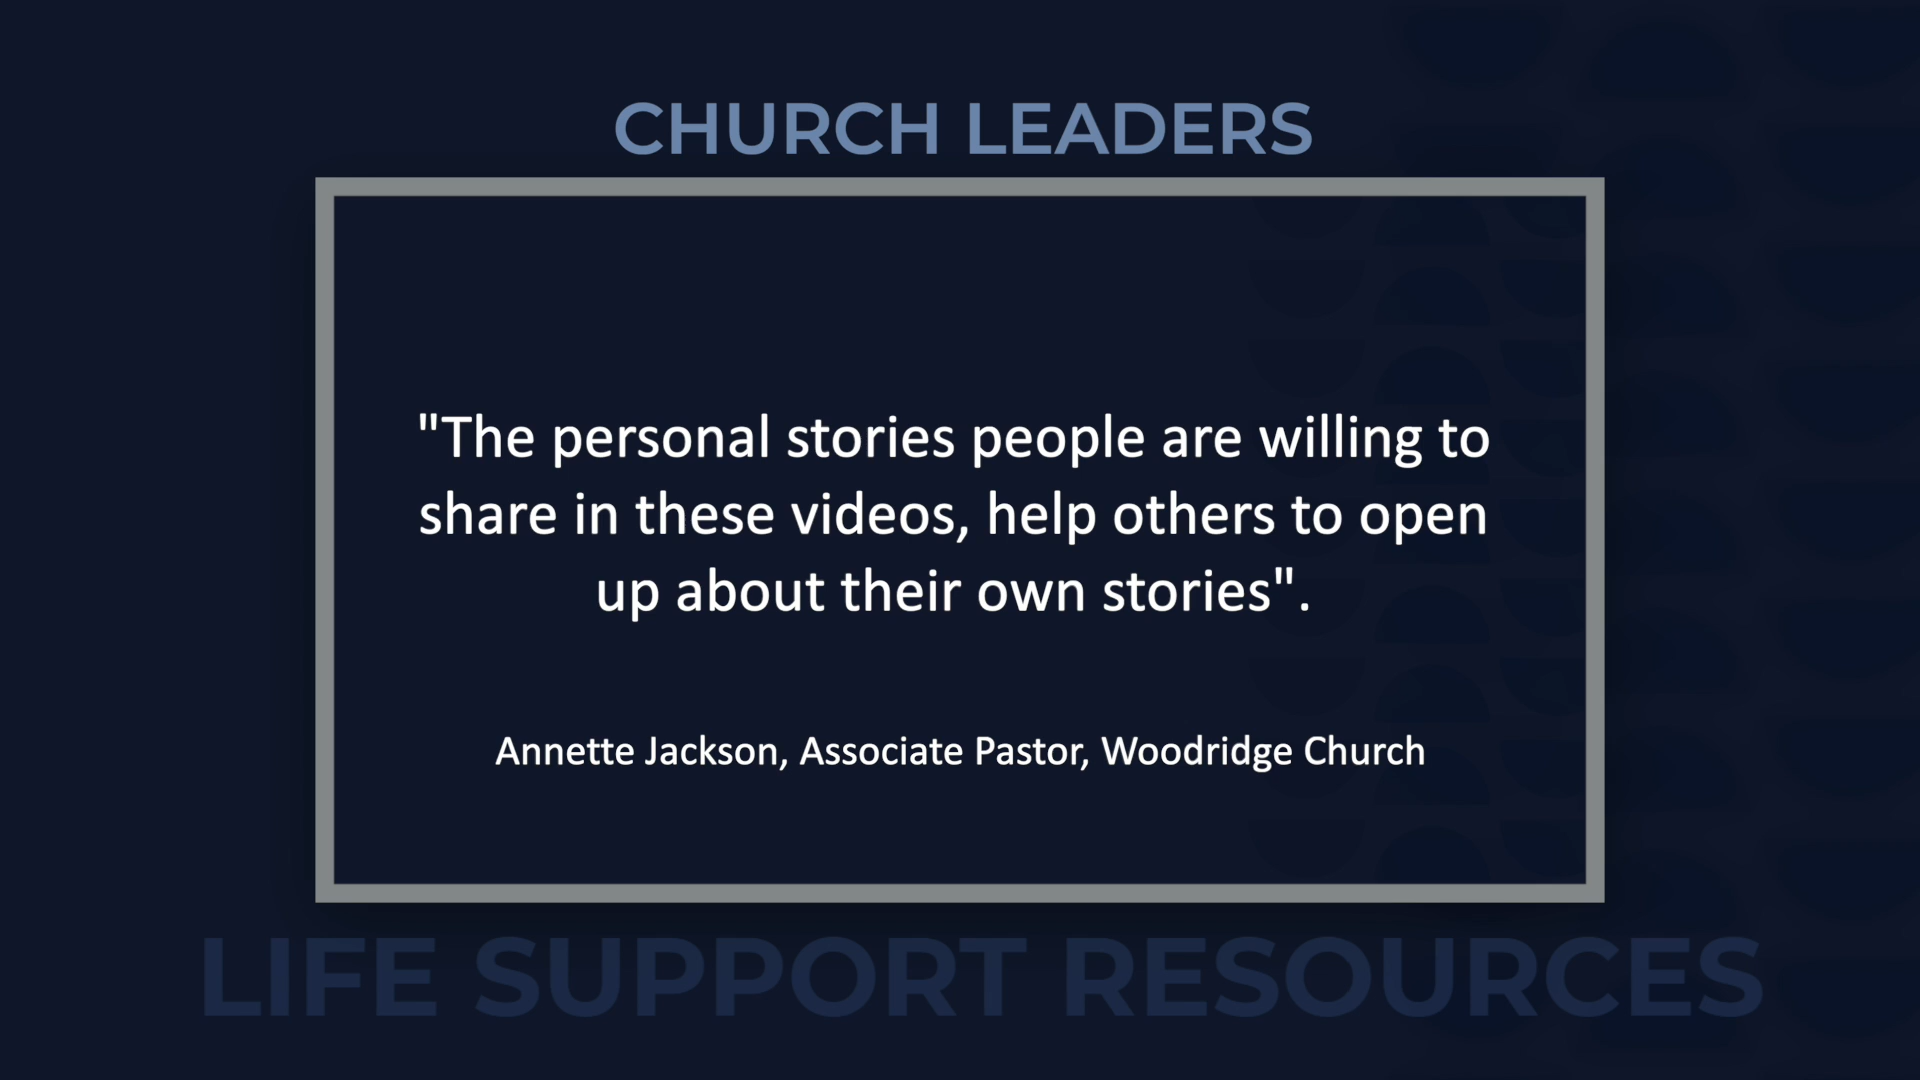 CHURCH LEADERS
"The personal stories people are willing to
share in these videos, help others to open
up about their own stories".
Annette Jackson, Associate Pastor, Woodridge Church
LIFE SUPPORT RESOURCES